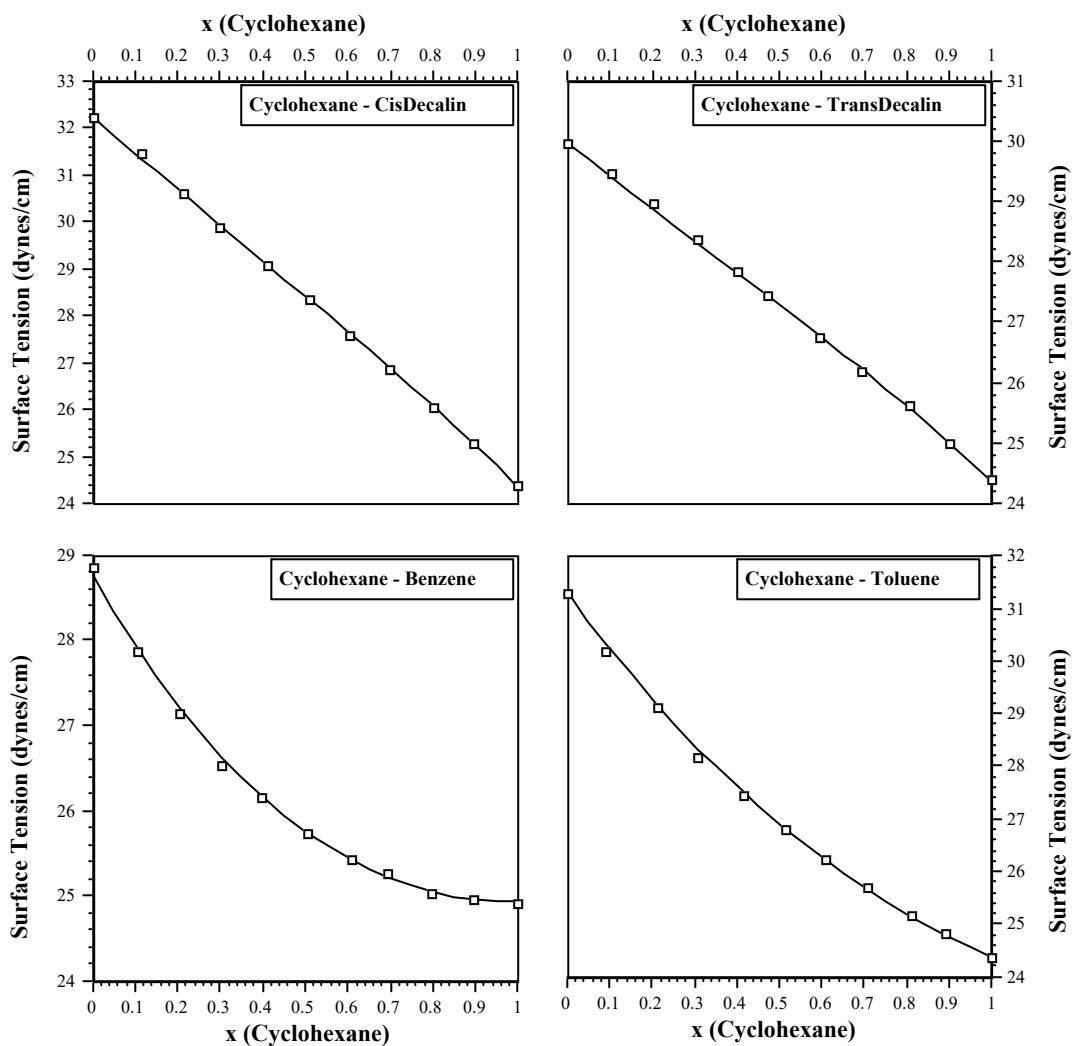 x (Cyclohexane)
x (Cyclohexane)
0 0.1 0.2 0.3 0.4 0.5 0.6 0.7 0.8 0.9 1
0 0.1 0.2 0.3 0.4 0.5 0.6 0.7 0.8 0.9 1
Cyclohexane - CisDecalin
Cyclohexane - TransDecalin
Surface Tension (dynes/cm)
33
32
31
30
29
28
27
26
25
24
31
30
29
28
27
26
25
24
Surface Tension (dynes/cm)
Cyclohexane - Benzene
Cyclohexane - Toluene
Surface Tension (dynes/cm)
29
28
27
26
25
24
32
31
30
29
28
27
26
25
24
Surface Tension (dynes/cm)
0 0.1 0.2 0.3 0.4 0.5 0.6 0.7 0.8 0.9 1
0 0.1 0.2 0.3 0.4 0.5 0.6 0.7 0.8 0.9 1
x (Cyclohexane)
x (Cyclohexane)